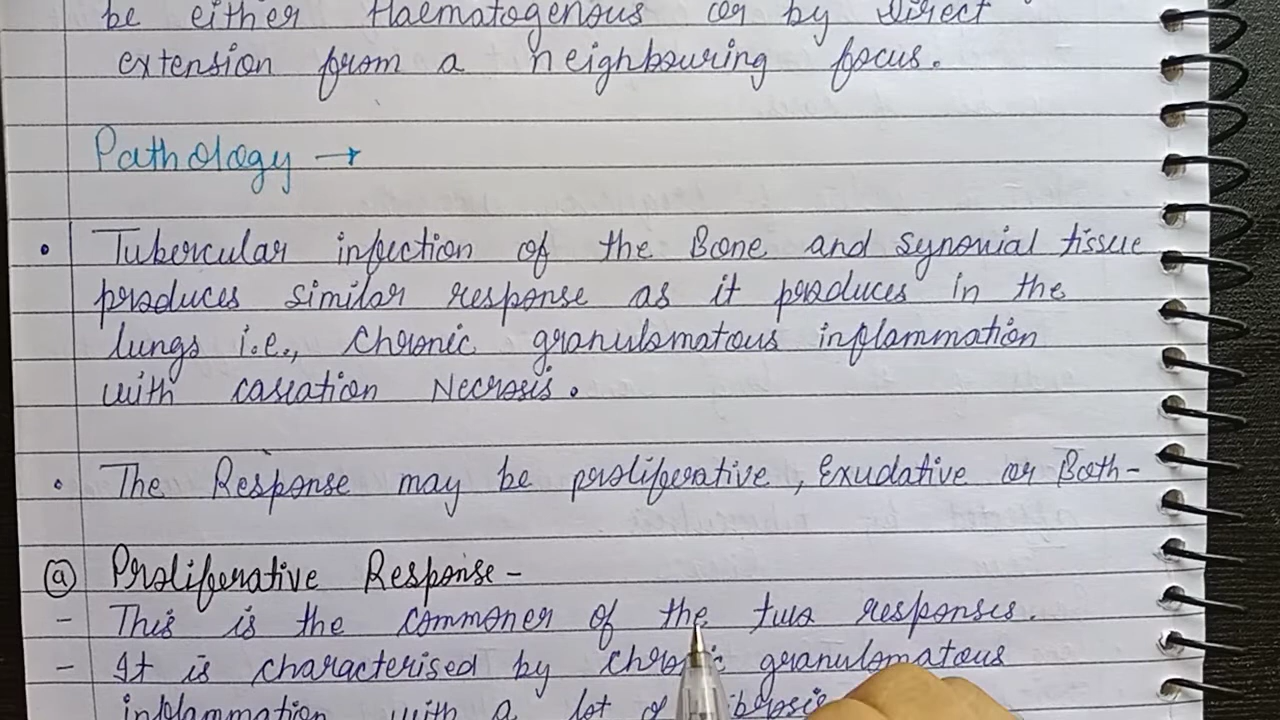 be either Haematogenous or by Direct
extension from a neighbouring focus.
Pathology →
• Tubercular infection of the Bone and synovial tissue
produces similar response as it produces in the
lungs i.e., chronic granulomatous inflammation
with caseation Necrosis.
• The Response may be proliferative, Exudative or Both-
(a) Proliferative Response -
- This is the commoner of the two responses.
- It is characterised by chronic granulomatous
inflammation with a lot of